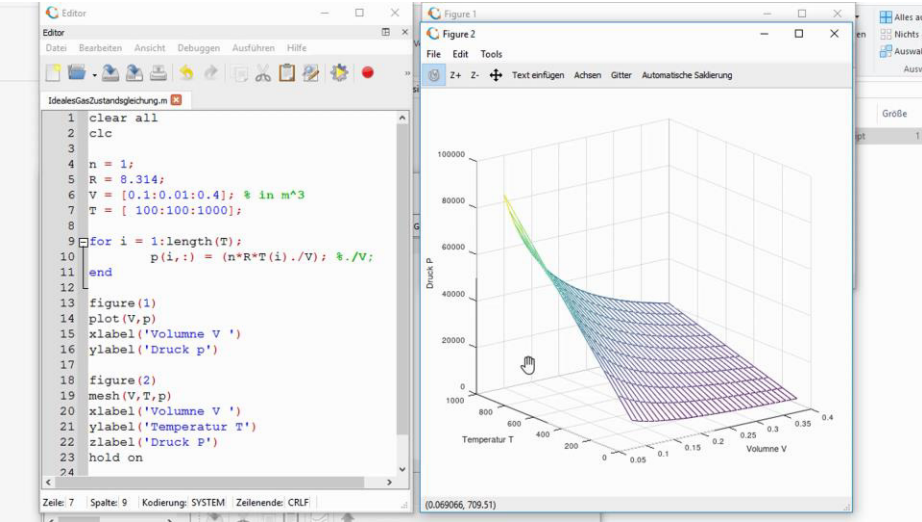 Editor
Editor
Datei Bearbeiten Ansicht Debuggen Ausführen Hilfe
IdealesGasZustandsgleichung.m
1 clear all
2 clc
3
4 n = 1;
5 R = 8.314;
6 V = [0.1:0.01:0.4]; % in m^3
7 T = [ 100:100:1000];
8
9 for i = 1:length(T);
10 p(i,:) = (n*R*T(i)./V); %./V;
11 end
12
13 figure(1)
14 plot(V,p)
15 xlabel('Volumne V ')
16 ylabel('Druck p')
17
18 figure(2)
19 mesh(V,T,p)
20 xlabel('Volumne V ')
21 ylabel('Temperatur T')
22 zlabel('Druck P')
23 hold on
24
Zeile: 7 Spalte: 9 Kodierung: SYSTEM Zeilenende: CRLF
Figure 1
Figure 2
File Edit Tools
Z+ Z- Text einfügen Achsen Gitter Automatische Saklierung
100000
80000
60000
40000
20000
0
Druck P
1000
800
600
400
200
0
Temperatur T
0.05
0.1
0.15
0.2
0.25
0.3
0.35
0.4
Volumne V
(0.069066, 709.51)
Alles au
en Nichts
Auswah
Ausw
Größe
ipt 1